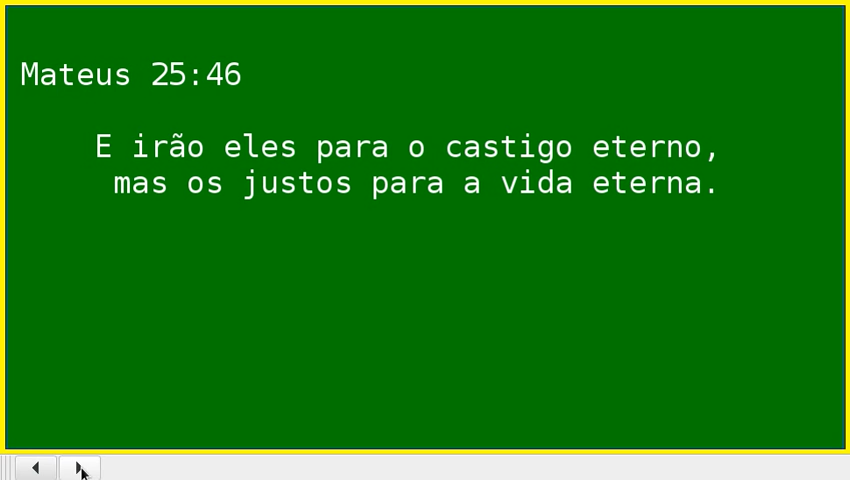 Mateus 25:46
E irão eles para o castigo eterno,
mas os justos para a vida eterna.